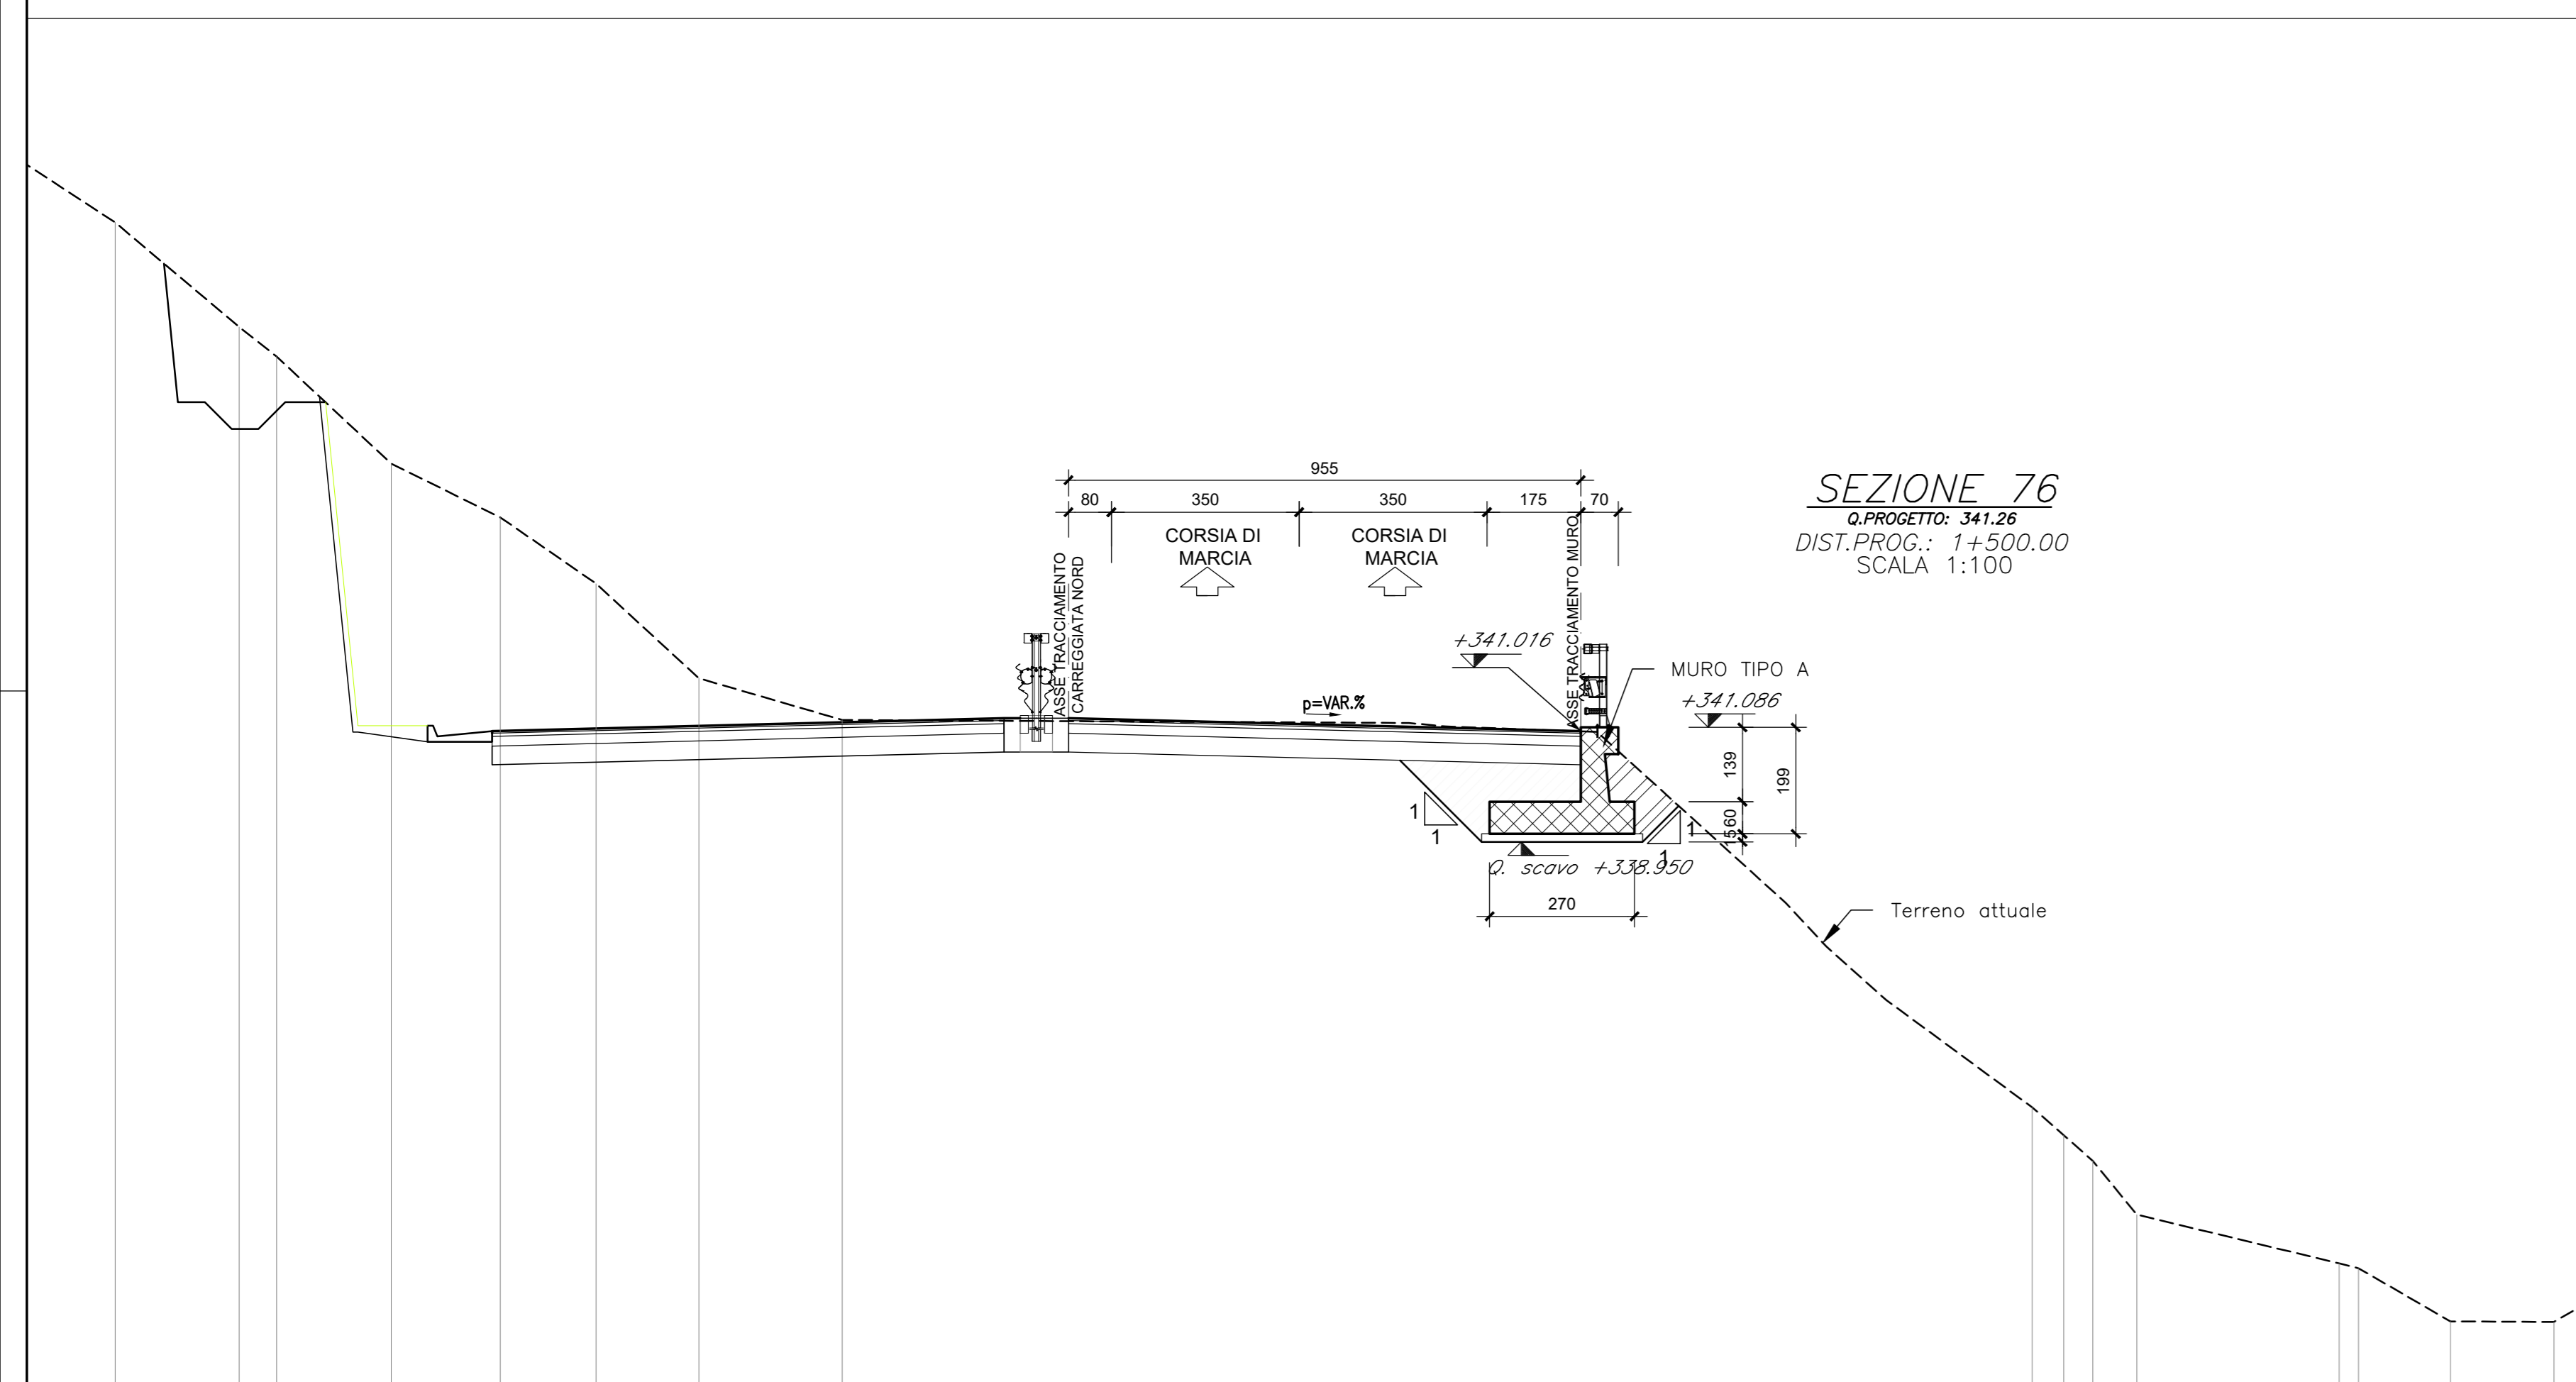 955
80
350
350
175
70
CORSIA DI
MARCIA
CORSIA DI
MARCIA
ASSE TRACCIAMENTO
CARREGGIATA NORD
ASSE TRACCIAMENTO MURO
SEZIONE 76
Q.PROGETTO: 341.26
DIST.PROG.: 1+500.00
SCALA 1:100
+341.016
MURO TIPO A
+341.086
p=VAR.%
139
199
60
15
1
1
1
1
Q. scavo +338.950
270
Terreno attuale